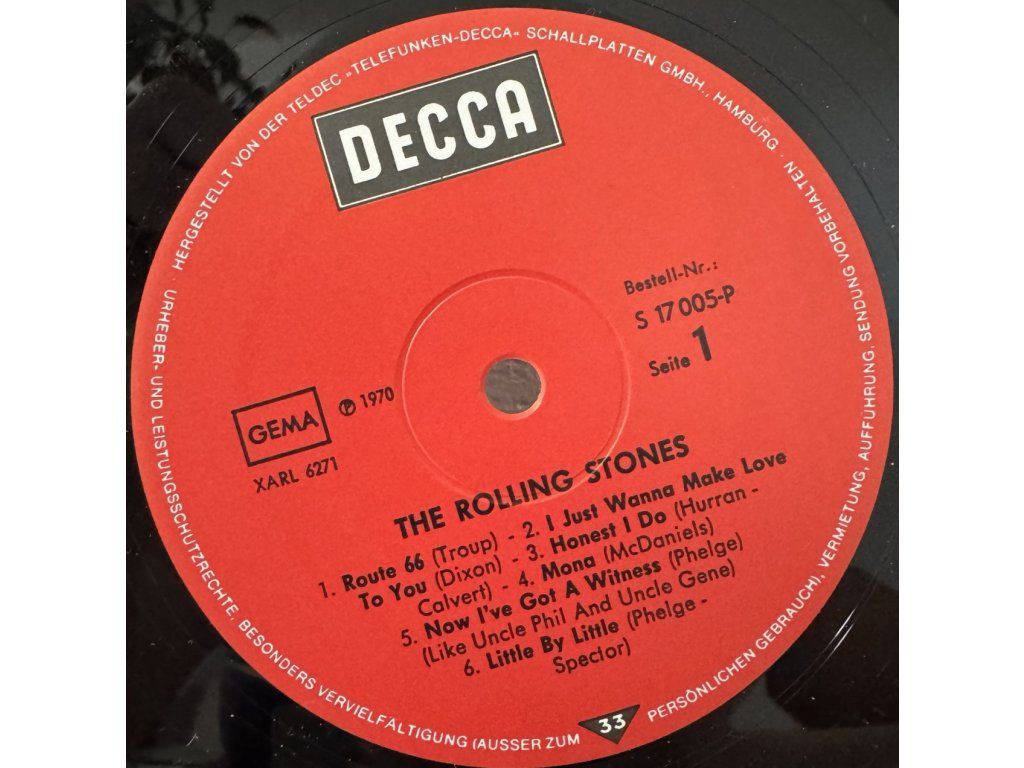 HERGESTELLT VON DER TELDEC »TELEFUNKEN-DECCA« SCHALLPLATTEN GMBH., HAMBURG ·
URHEBER- UND LEISTUNGSSCHUTZRECHTE, BESONDERS VERVIELFÄLTIGUNG (AUSSER ZUM PERSÖNLICHEN GEBRAUCH), VERMIETUNG, AUFFÜHRUNG, SENDUNG VORBEHALTEN
DECCA
Bestell-Nr.:
S 17 005-P
Seite 1
GEMA
℗ 1970
XARL 6271
THE ROLLING STONES
1. Route 66 (Troup) - 2. I Just Wanna Make Love
To You (Dixon) - 3. Honest I Do (Hurran -
Calvert) - 4. Mona (McDaniels)
5. Now I've Got A Witness (Phelge)
(Like Uncle Phil And Uncle Gene)
6. Little By Little (Phelge -
Spector)
33